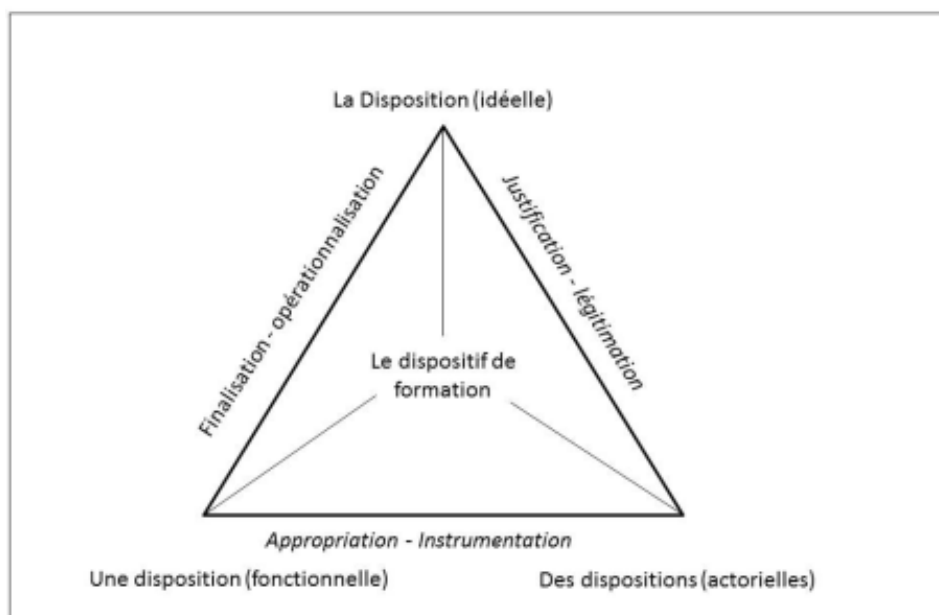 La Disposition (idéelle)
Finalisation - opérationnalisation
Justification - légitimation
Le dispositif de
formation
Appropriation - Instrumentation
Une disposition (fonctionnelle)
Des dispositions (actorielles)